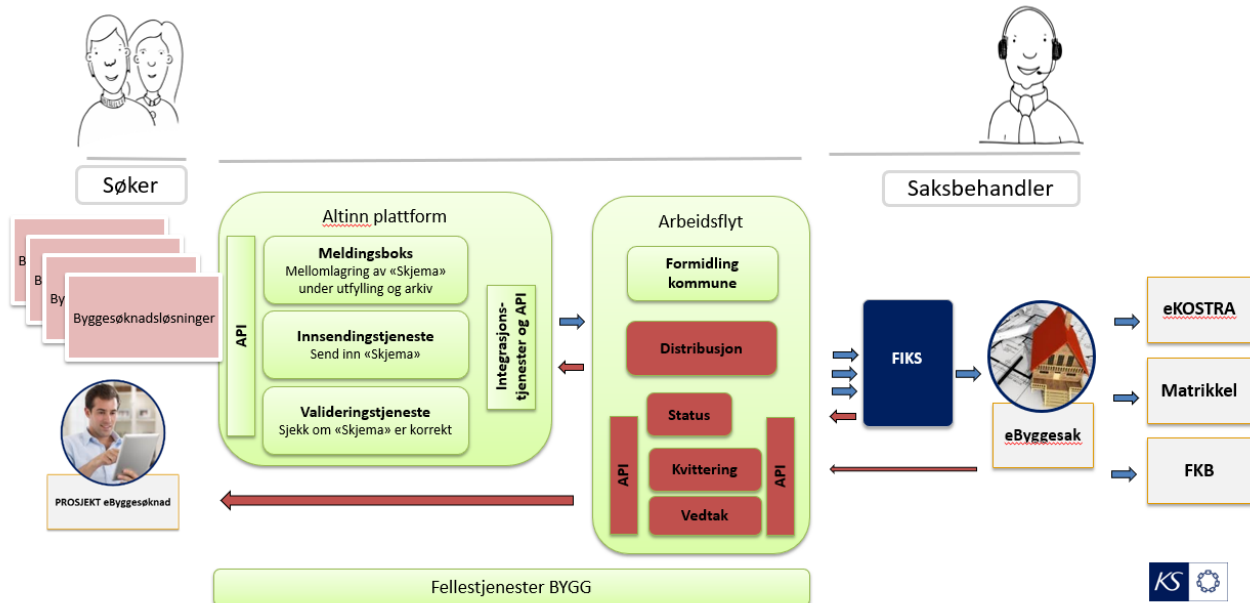 Søker
Saksbehandler
B
B
By
Byggesøknadsløsninger
PROSJEKT eByggesøknad
Altinn plattform
API
Meldingsboks
Mellomlagring av «Skjema»
under utfylling og arkiv
Innsendingstjeneste
Send inn «Skjema»
Valideringstjeneste
Sjekk om «Skjema» er korrekt
Integrasjons-
tjenester og API
Arbeidsflyt
Formidling
kommune
Distribusjon
Status
API
Kvittering
Vedtak
API
FIKS
eByggesak
eKOSTRA
Matrikkel
FKB
Fellestjenester BYGG
KS